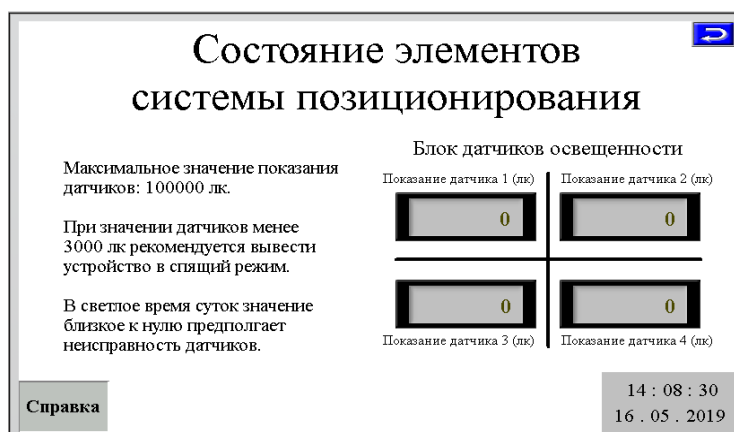 Состояние элементов
системы позиционирования
Максимальное значение показания
датчиков: 100000 лк.
При значении датчиков менее
3000 лк рекомендуется вывести
устройство в спящий режим.
В светлое время суток значение
близкое к нулю предполгает
неисправность датчиков.
Блок датчиков освещенности
Показание датчика 1 (лк)
Показание датчика 2 (лк)
0
0
0
0
Показание датчика 3 (лк)
Показание датчика 4 (лк)
Справка
14 : 08 : 30
16 . 05 . 2019